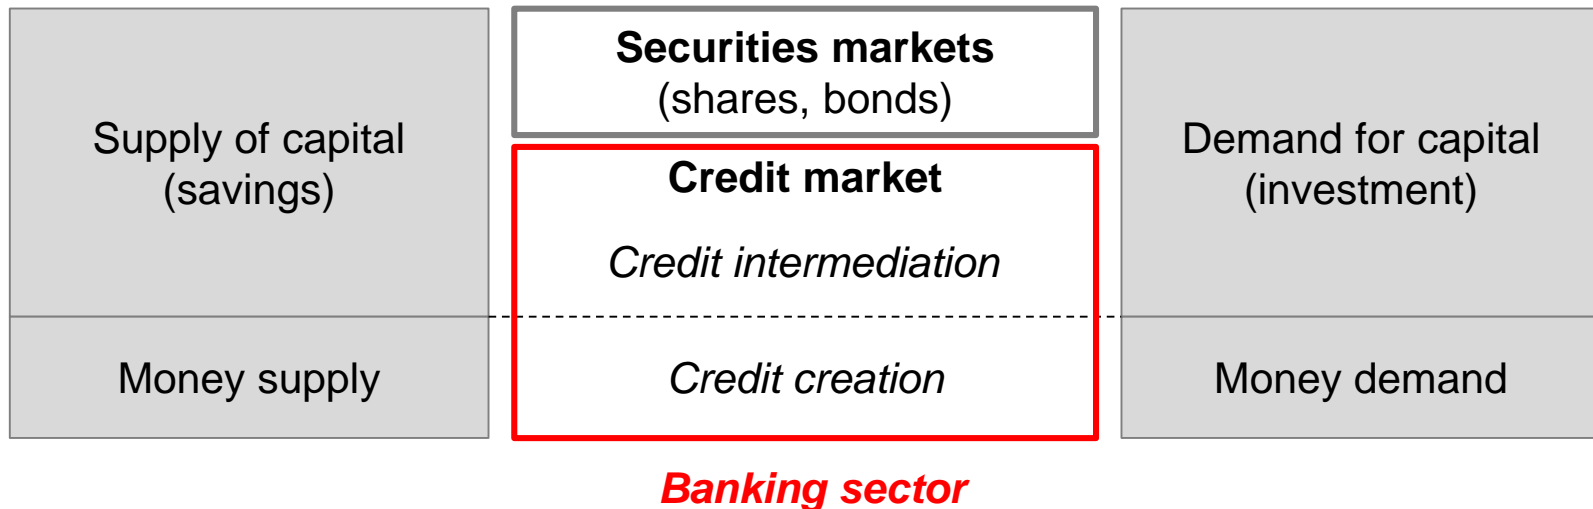 Supply of capital
(savings)
Money supply
Securities markets
(shares, bonds)
Credit market
Credit intermediation
Credit creation
Demand for capital
(investment)
Money demand
Banking sector